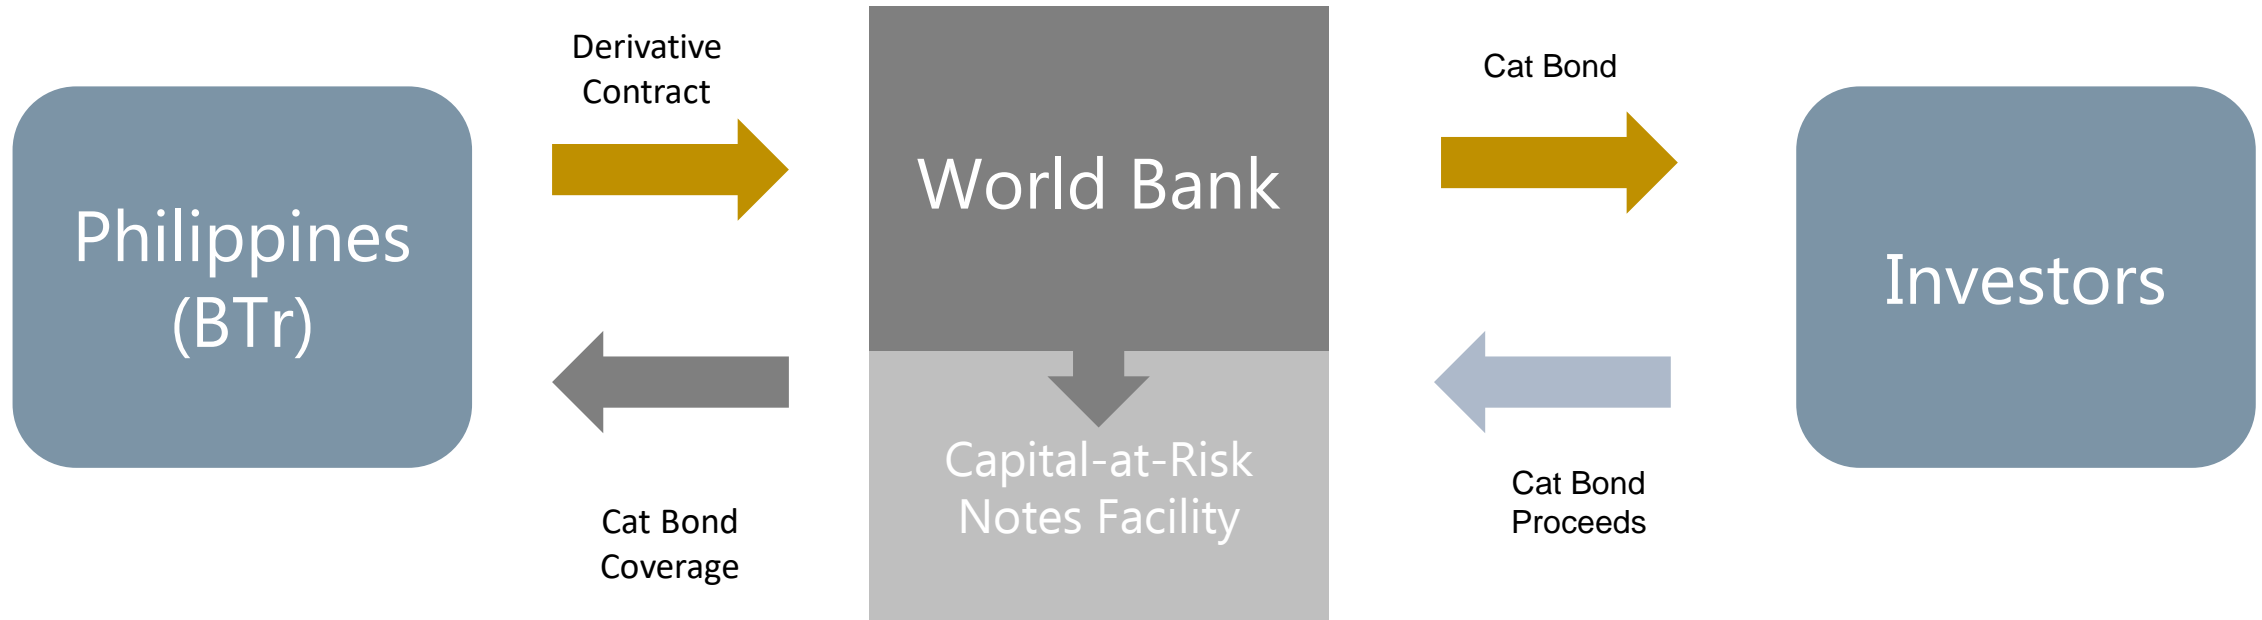 Derivative
Contract
Cat Bond
Philippines
(BTr)
World Bank
Investors
Cat Bond
Coverage
Capital-at-Risk
Notes Facility
Cat Bond
Proceeds